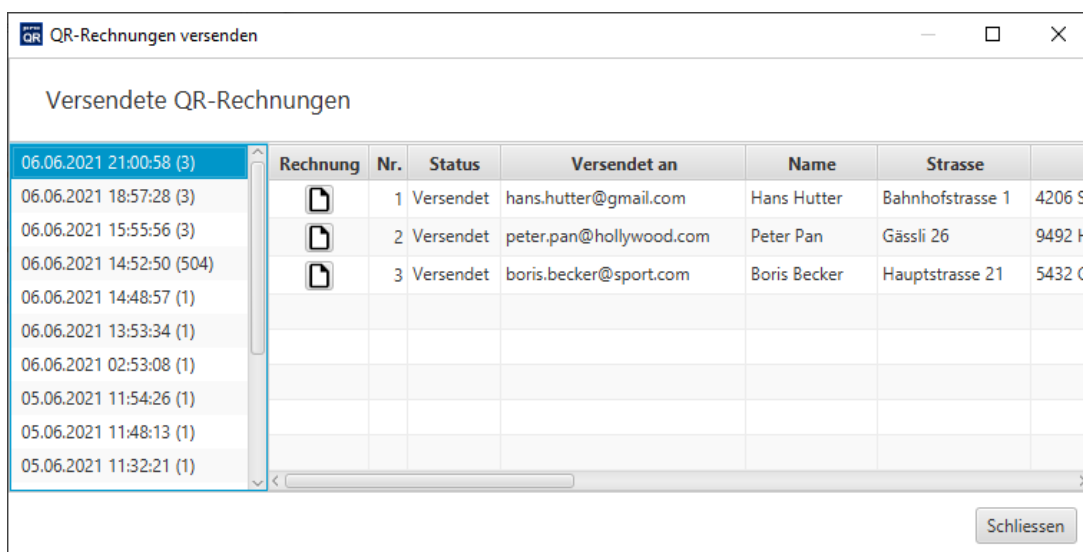 QR QR-Rechnungen versenden
Versendete QR-Rechnungen
06.06.2021 21:00:58 (3)
06.06.2021 18:57:28 (3)
06.06.2021 15:55:56 (3)
06.06.2021 14:52:50 (504)
06.06.2021 14:48:57 (1)
06.06.2021 13:53:34 (1)
06.06.2021 02:53:08 (1)
05.06.2021 11:54:26 (1)
05.06.2021 11:48:13 (1)
05.06.2021 11:32:21 (1)
Rechnung Nr. Status Versendet an Name Strasse
1 Versendet hans.hutter@gmail.com Hans Hutter Bahnhofstrasse 1 4206 S
2 Versendet peter.pan@hollywood.com Peter Pan Gässli 26 9492 H
3 Versendet boris.becker@sport.com Boris Becker Hauptstrasse 21 5432
Schliessen